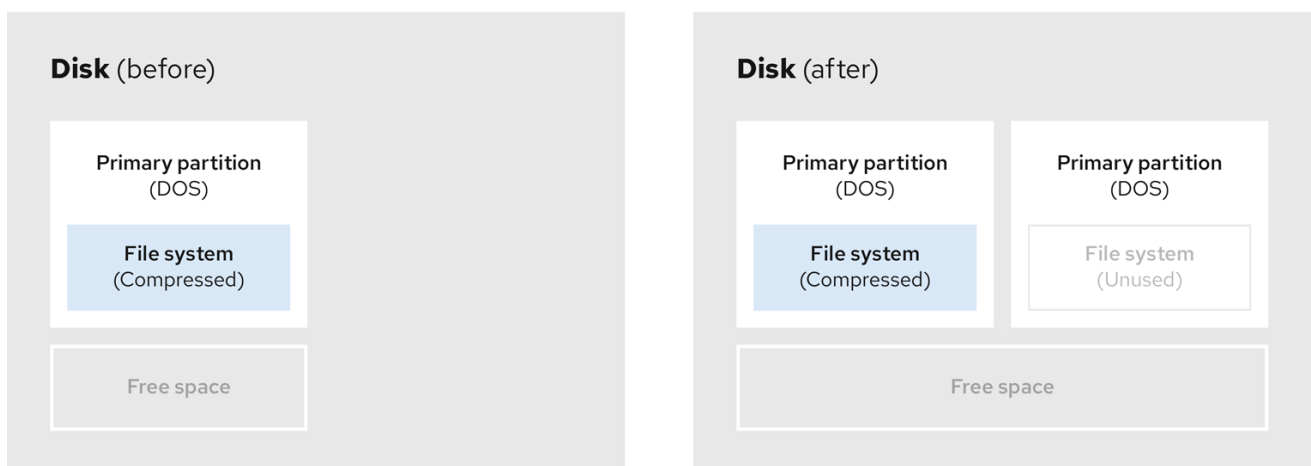 Disk (before)
Primary partition
(DOS)
File system
(Compressed)
Free space
Disk (after)
Primary partition
(DOS)
File system
(Compressed)
Primary partition
(DOS)
File system
(Unused)
Free space